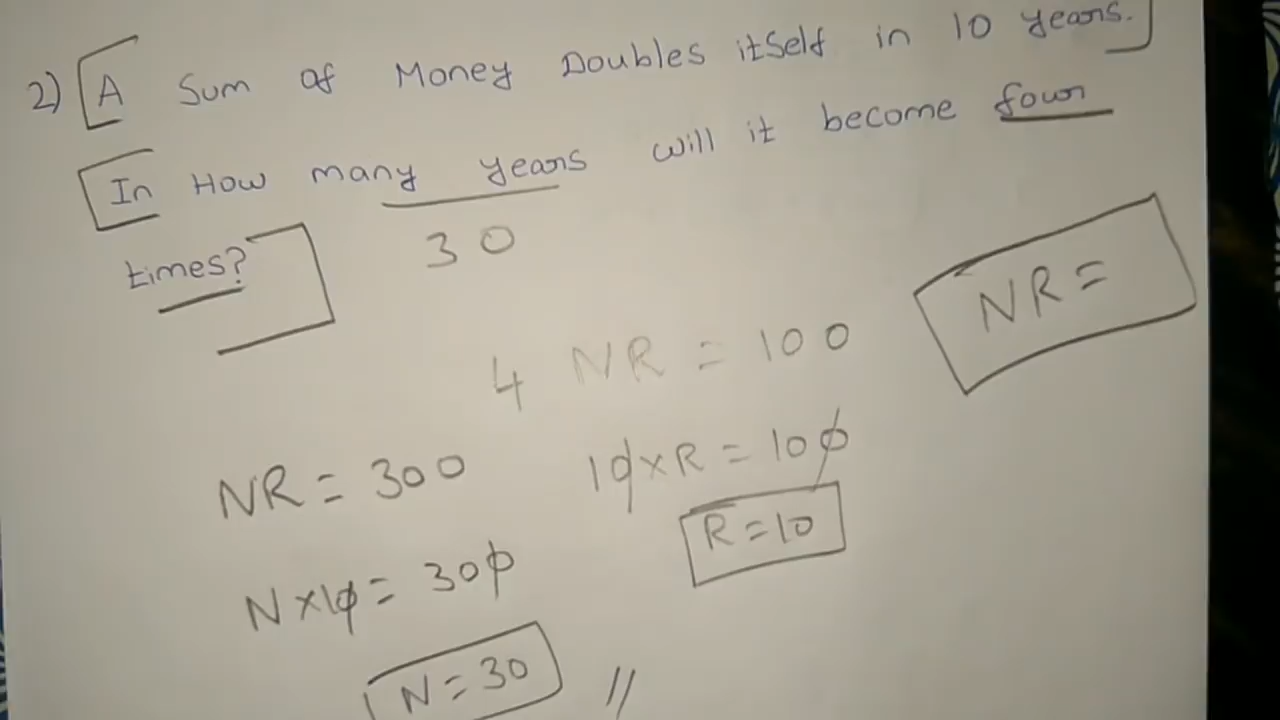 2) A Sum of Money Doubles itself in 10 years.
In How many years will it become four
times?
30
NR =
4 NR = 100
NR = 300
10 x R = 100
R = 10
N x 10 = 300
N = 30 //